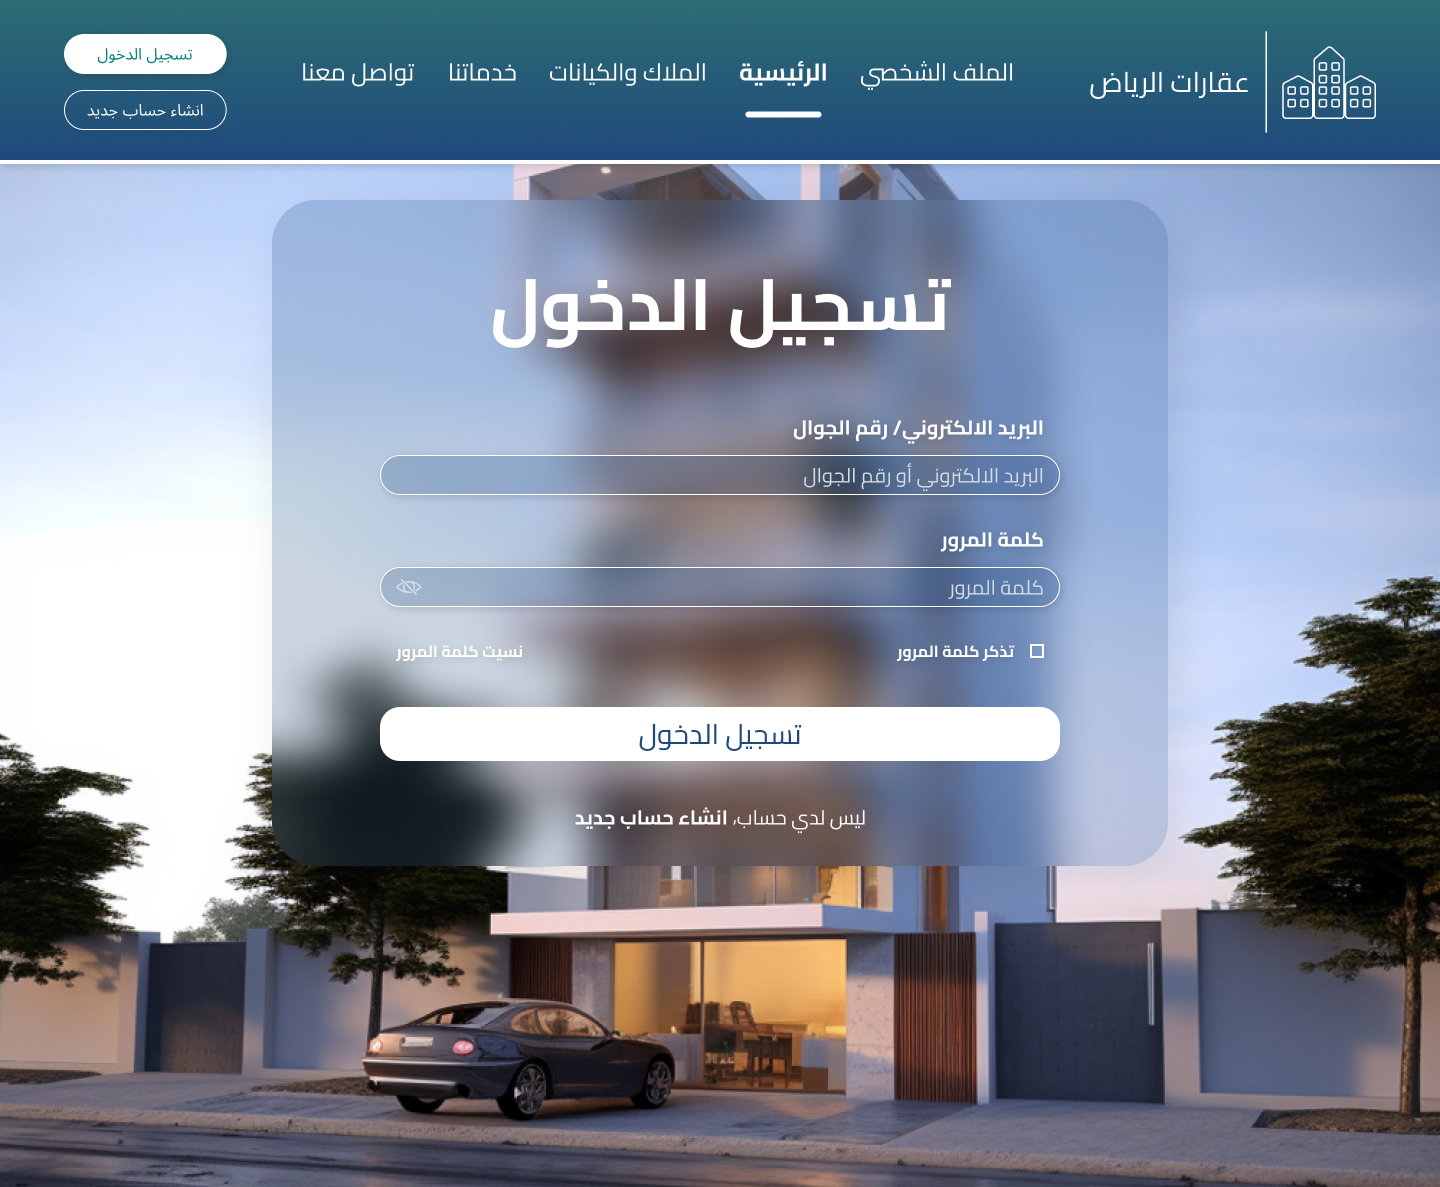 عقارات الرياض
الملف الشخصي
الرئيسية
الملاك والكيانات
خدماتنا
تواصل معنا
تسجيل الدخول
انشاء حساب جديد
تسجيل الدخول
البريد الالكتروني/ رقم الجوال
البريد الالكتروني أو رقم الجوال
كلمة المرور
كلمة المرور
تذكر كلمة المرور
نسيت كلمة المرور
تسجيل الدخول
ليس لدي حساب، انشاء حساب جديد